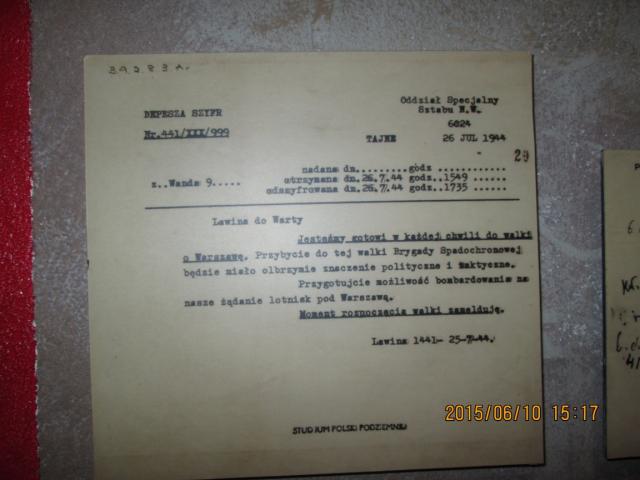 DEPESZA SZYFR
Nr.441/XXX/999
Oddział Specjalny
Sztabu N.W.
6024
TAJNE 26 JUL 1944
29
z..Wanda 9.....
nadana dn.........godz ............
otrzymana dn.26.7.44 godz..1549 ......
odszyfrowana dn.26.7.44 godz..1735 ......
Lawina do Warty
Jesteśmy gotowi w każdej chwili do walki
o Warszawę. Przybycie do tej walki Brygady Spadochronowej
będzie miało olbrzymie znaczenie polityczne i taktyczne.
Przygotujcie możliwość bombardowania na
nasze żądanie lotnisk pod Warszawą.
Moment rozpoczęcia walki zamelduję.
Lawina 1441- 25-7-44.
STUDIUM POLSKI PODZIEMNEJ
2015/06/10 15:17